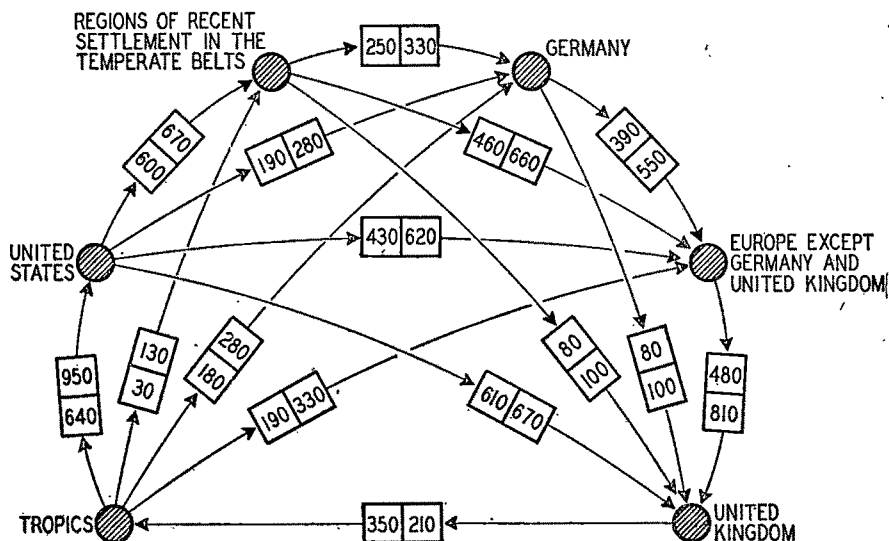 REGIONS OF RECENT
SETTLEMENT IN THE
TEMPERATE BELTS
250 330
GERMANY
600 670
190 280
460 660
390
550
UNITED
STATES
430 620
EUROPE EXCEPT
GERMANY AND
UNITED KINGDOM
950
640
130
30
280
180
190 330
610 670
80
100
80
100
480
810
TROPICS
350 210
UNITED
KINGDOM